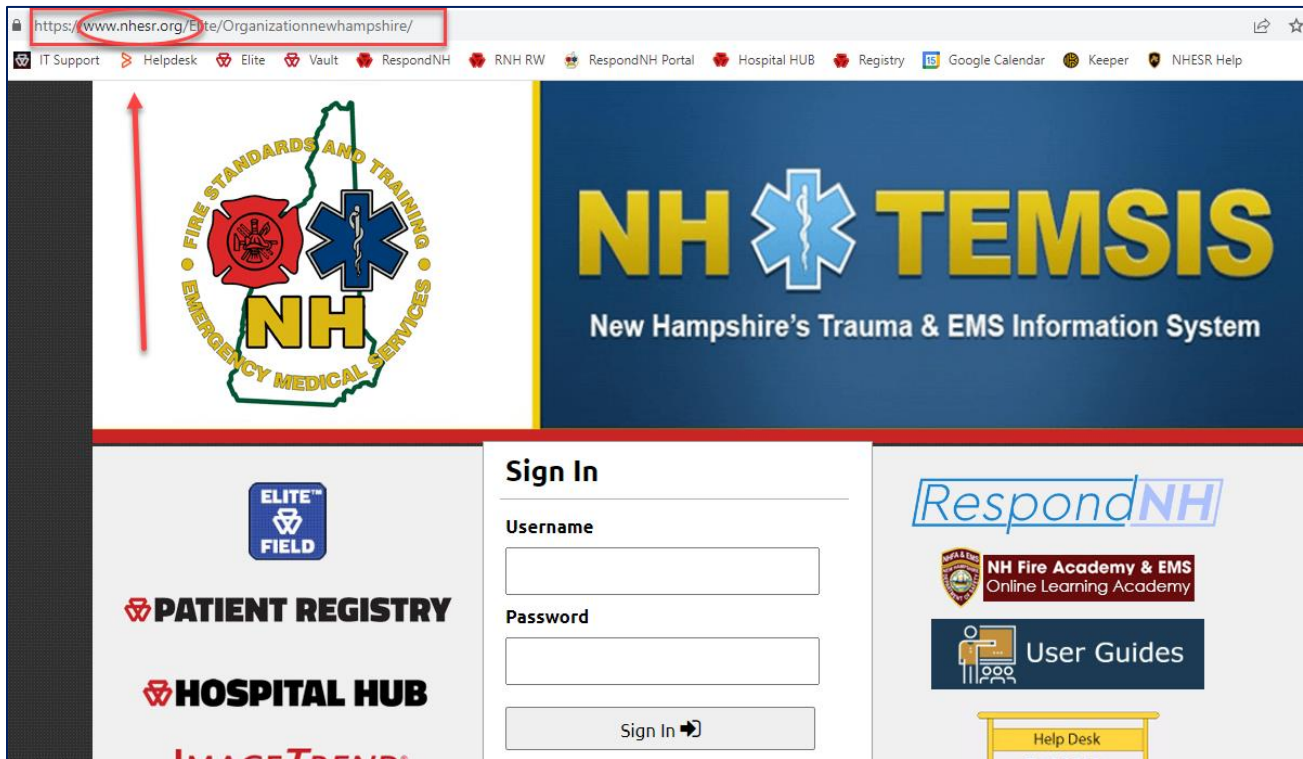 https://www.nhesr.org/Elite/Organizationnewhampshire/
IT Support Helpdesk Elite Vault RespondNH RNH RW RespondNH Portal Hospital HUB Registry 15 Google Calendar Keeper NHESR Help
FIRE STANDARDS AND TRAINING
EMERGENCY MEDICAL SERVICES
NH
NH TEMSIS
New Hampshire's Trauma & EMS Information System
ELITE™
FIELD
PATIENT REGISTRY
HOSPITAL HUB
IMAGETREND®
Sign In
Username
Password
Sign In
RespondNH
NH Fire Academy & EMS
Online Learning Academy
User Guides
Help Desk